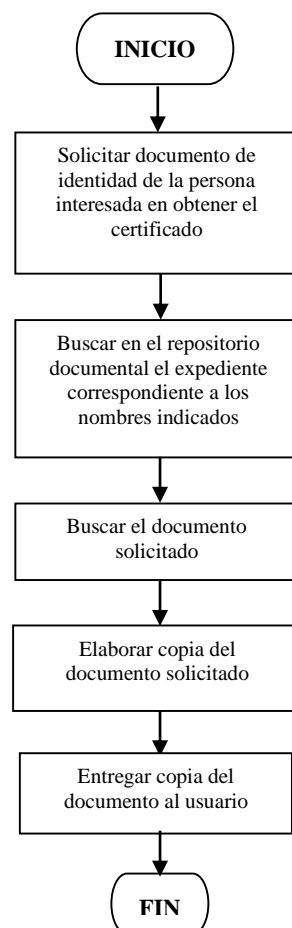 INICIO
Solicitar documento de
identidad de la persona
interesada en obtener el
certificado
Buscar en el repositorio
documental el expediente
correspondiente a los
nombres indicados
Buscar el documento
solicitado
Elaborar copia del
documento solicitado
Entregar copia del
documento al usuario
FIN